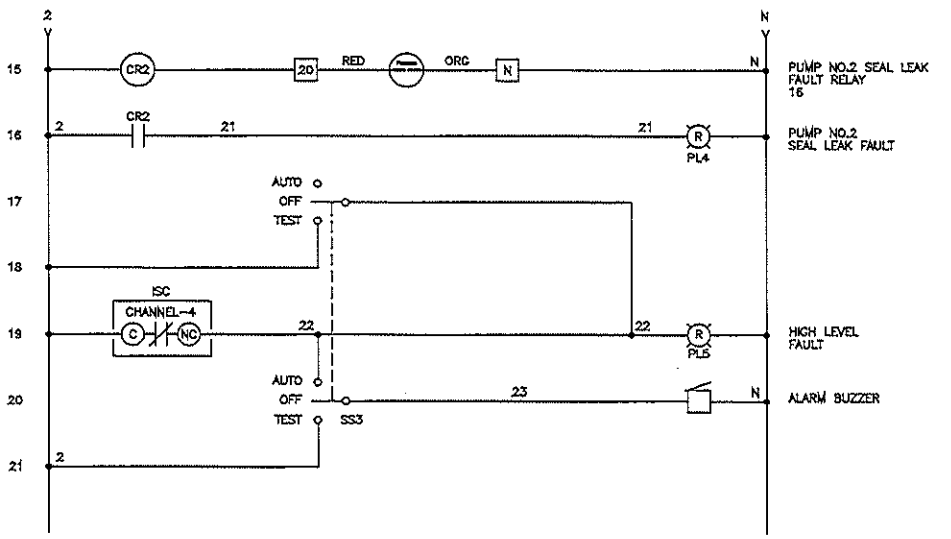 2 N
15 CR2 20 RED ORG N N PUMP NO.2 SEAL LEAK
FAULT RELAY
16
CR2
16 2 21 21 R PUMP NO.2
SEAL LEAK FAULT
PL4
AUTO
17 OFF
TEST
18
ISC
CHANNEL-4
19 C NC 22 22 R HIGH LEVEL
FAULT
PL5
AUTO
20 OFF 23 N ALARM BUZZER
TEST SS3
21 2